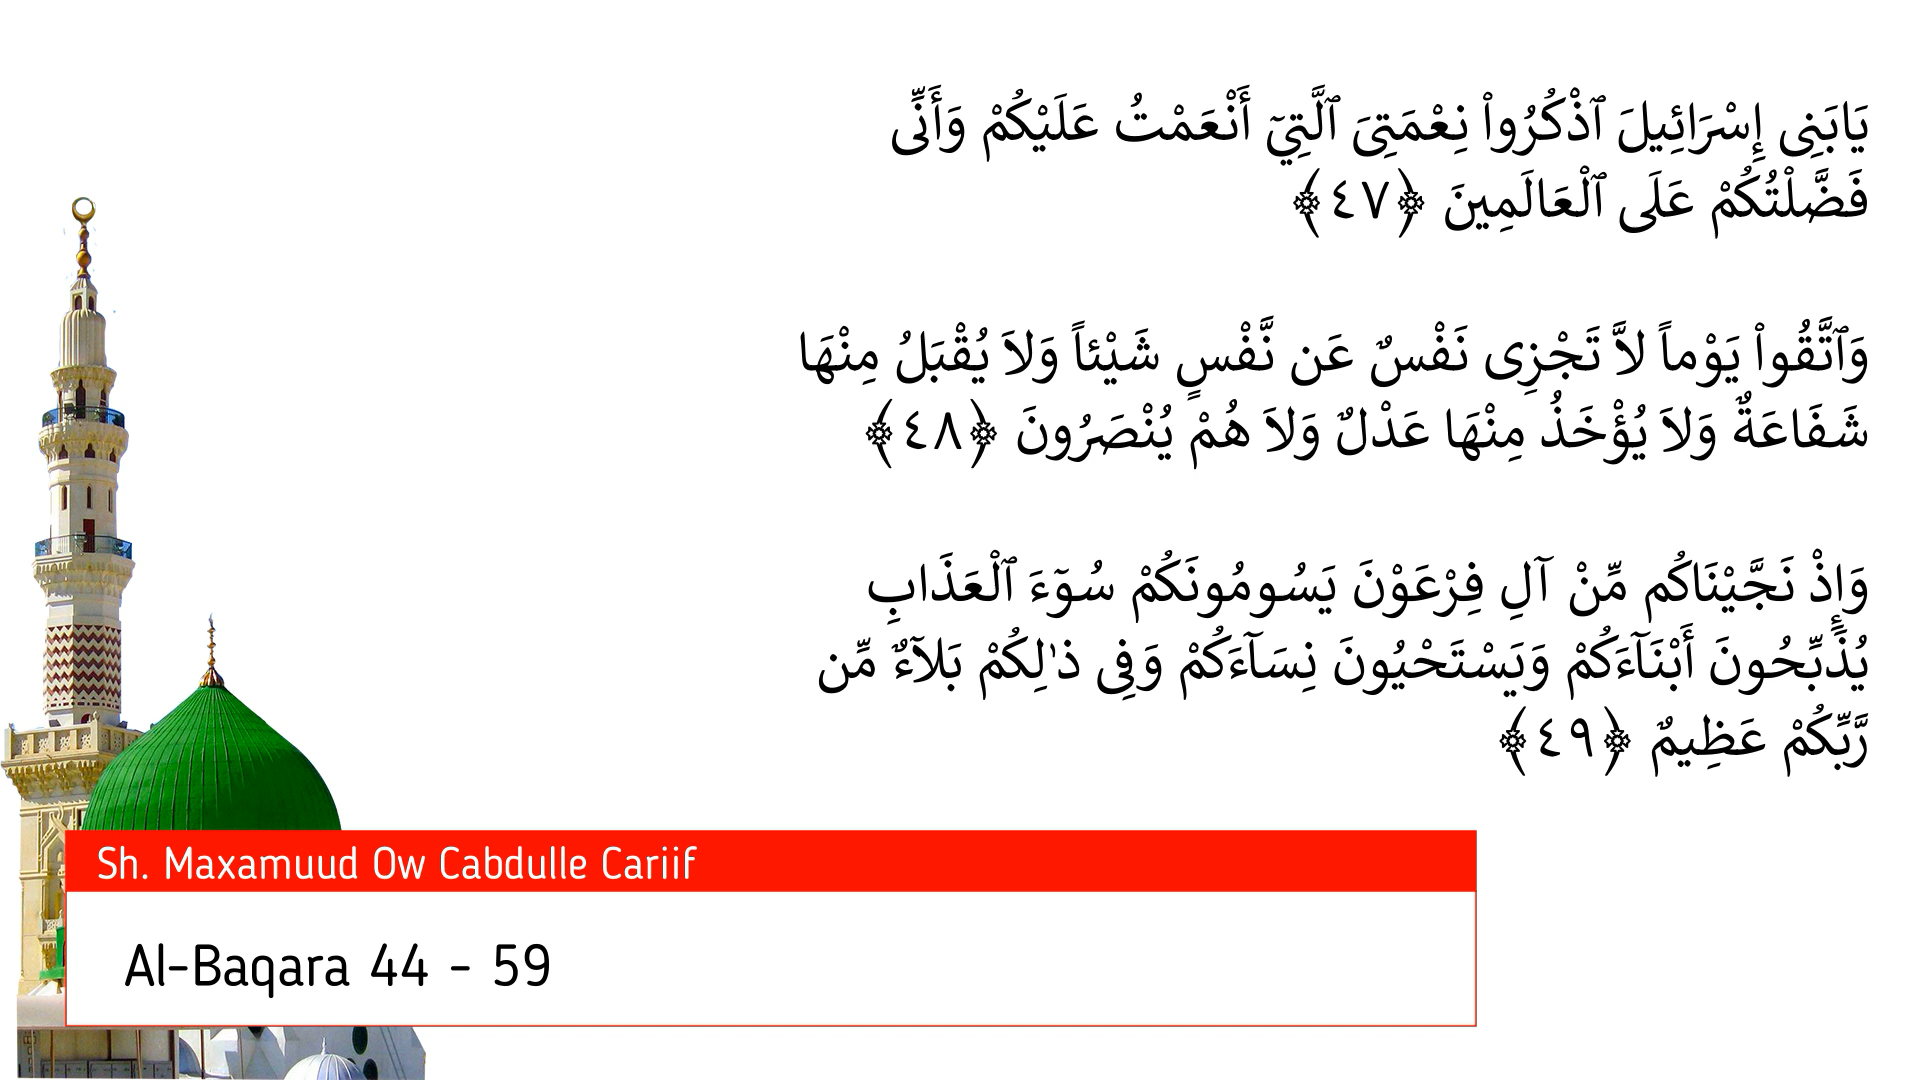 يَابَنِى إِسْرَائِيلَ ٱذْكُرُواْ نِعْمَتِىَ ٱلَّتِيۤ أَنْعَمْتُ عَلَيْكُمْ وَأَنِّى
فَضَّلْتُكُمْ عَلَى ٱلْعَالَمِينَ ﴿٤٧﴾
وَٱتَّقُواْ يَوْماً لاَّ تَجْزِى نَفْسٌ عَن نَّفْسٍ شَيْئاً وَلاَ يُقْبَلُ مِنْهَا
شَفَاعَةٌ وَلاَ يُؤْخَذُ مِنْهَا عَدْلٌ وَلاَ هُمْ يُنْصَرُونَ ﴿٤٨﴾
وَإِذْ نَجَّيْنَاكُم مِّنْ آلِ فِرْعَوْنَ يَسُومُونَكُمْ سُوۤءَ ٱلْعَذَابِ
يُذَبِّحُونَ أَبْنَآءَكُمْ وَيَسْتَحْيُونَ نِسَآءَكُمْ وَفِى ذٰلِكُمْ بَلاۤءٌ مِّن
رَّبِّكُمْ عَظِيمٌ ﴿٤٩﴾
Sh. Maxamuud Ow Cabdulle Cariif
Al-Baqara 44 - 59